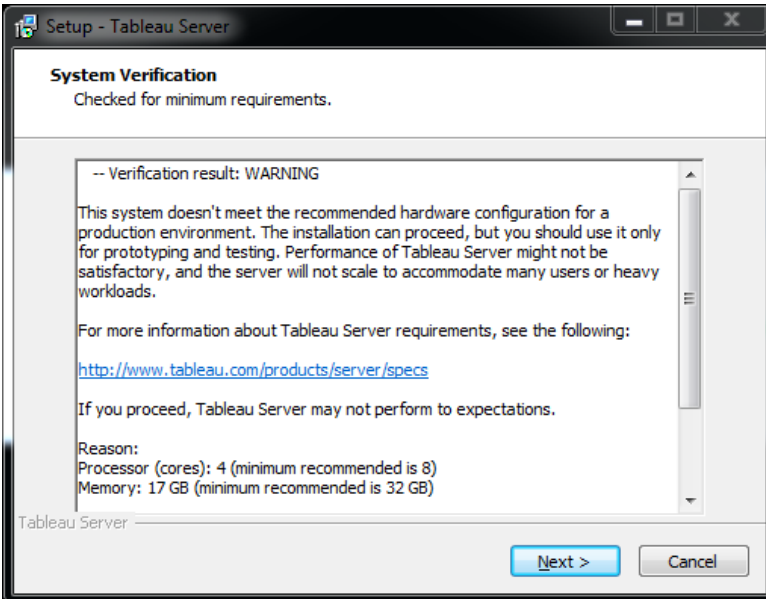 Setup - Tableau Server
System Verification
Checked for minimum requirements.
-- Verification result: WARNING
This system doesn't meet the recommended hardware configuration for a
production environment. The installation can proceed, but you should use it only
for prototyping and testing. Performance of Tableau Server might not be
satisfactory, and the server will not scale to accommodate many users or heavy
workloads.
For more information about Tableau Server requirements, see the following:
http://www.tableau.com/products/server/specs
If you proceed, Tableau Server may not perform to expectations.
Reason:
Processor (cores): 4 (minimum recommended is 8)
Memory: 17 GB (minimum recommended is 32 GB)
Tableau Server
Next >
Cancel